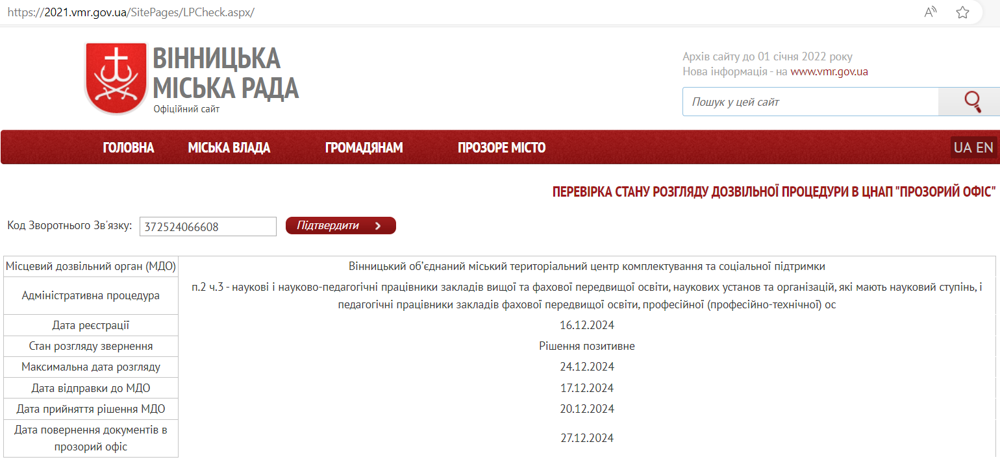 https://2021.vmr.gov.ua/SitePages/LPCheck.aspx/
ВІННИЦЬКА
МІСЬКА РАДА
Офіційний сайт
Архів сайту до 01 січня 2022 року
Нова інформація - на www.vmr.gov.ua
Пошук у цей сайт
ГОЛОВНА МІСЬКА ВЛАДА ГРОМАДЯНАМ ПРОЗОРЕ МІСТО UA EN
ПЕРЕВІРКА СТАНУ РОЗГЛЯДУ ДОЗВІЛЬНОЇ ПРОЦЕДУРИ В ЦНАП "ПРОЗОРИЙ ОФІС"
Код Зворотнього Зв'язку: 372524066608 Підтвердити
Місцевий дозвільний орган (МДО) Вінницький об’єднаний міський територіальний центр комплектування та соціальної підтримки
Адміністративна процедура п.2 ч.3 - наукові і науково-педагогічні працівники закладів вищої та фахової передвищої освіти, наукових установ та організацій, які мають науковий ступінь, і
педагогічні працівники закладів фахової передвищої освіти, професійної (професійно-технічної) ос
Дата реєстрації 16.12.2024
Стан розгляду звернення Рішення позитивне
Максимальна дата розгляду 24.12.2024
Дата відправки до МДО 17.12.2024
Дата прийняття рішення МДО 20.12.2024
Дата повернення документів в
прозорий офіс 27.12.2024